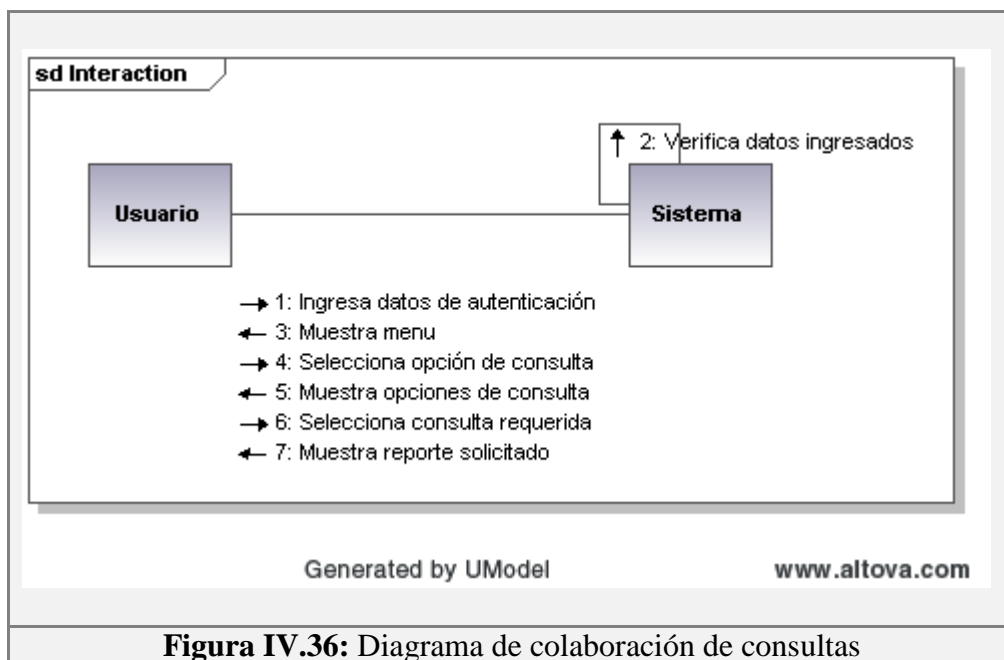 sd Interaction
2: Verifica datos ingresados
Usuario
Sistema
1: Ingresa datos de autenticación
3: Muestra menu
4: Selecciona opción de consulta
5: Muestra opciones de consulta
6: Selecciona consulta requerida
7: Muestra reporte solicitado
Generated by UModel
www.altova.com
Figura IV.36: Diagrama de colaboración de consultas